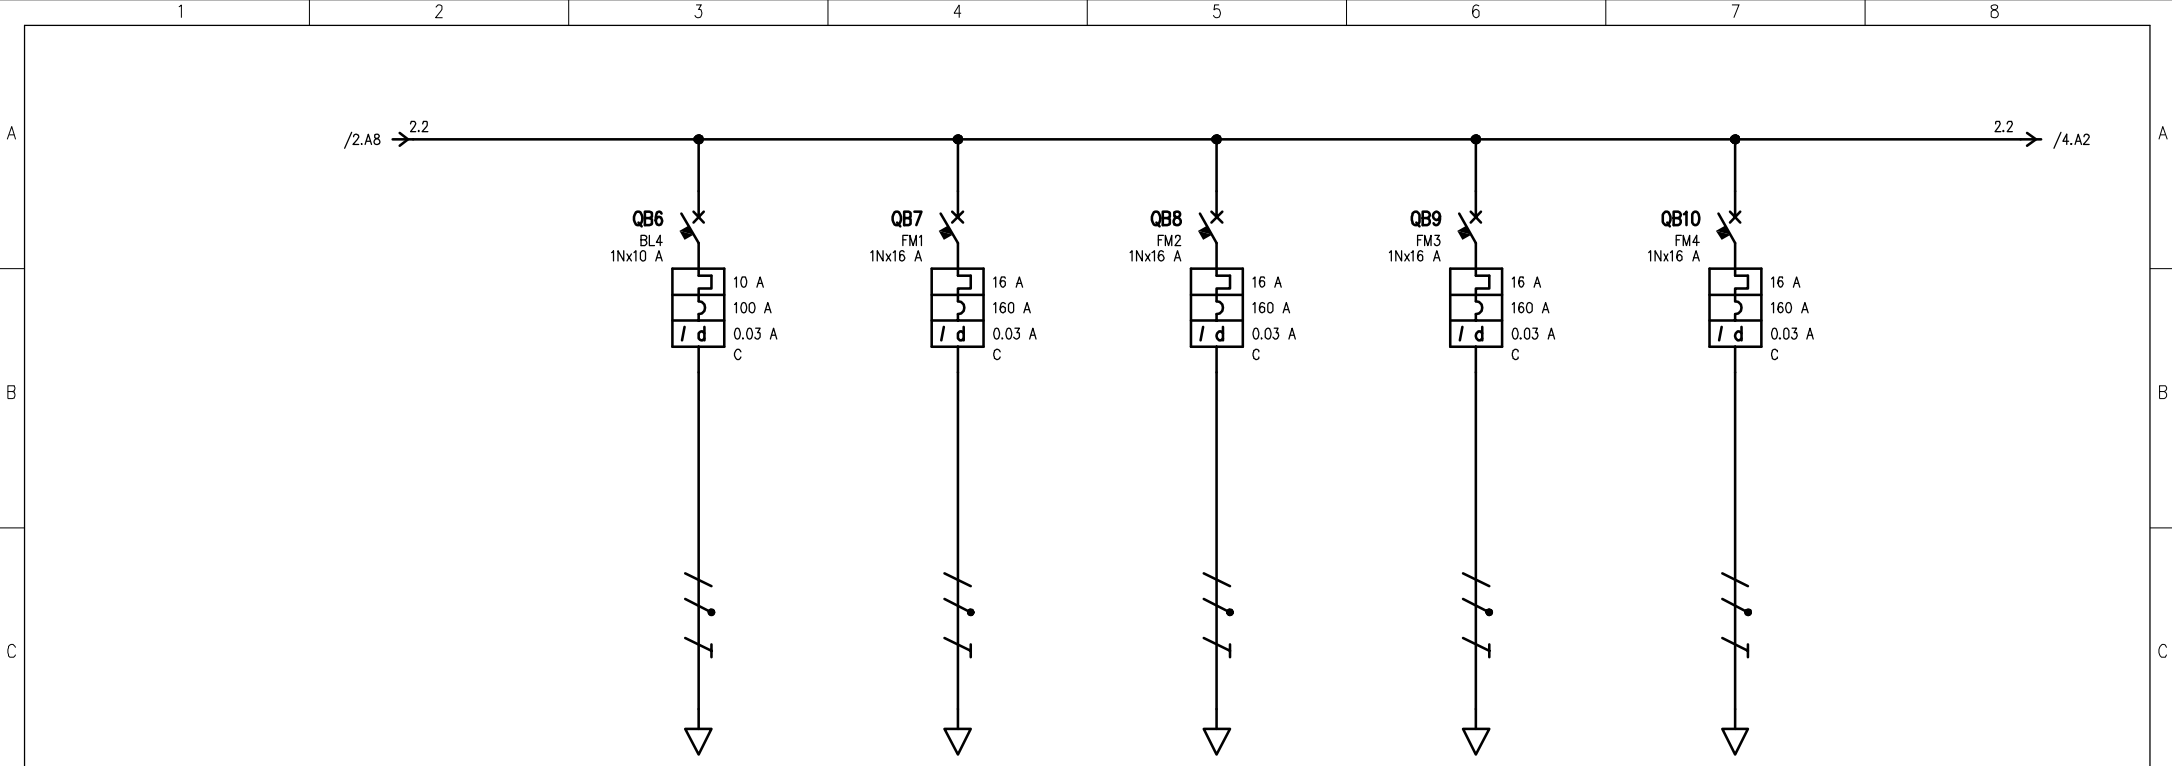 1 2 3 4 5 6 7 8
A A
/2.A8 2.2 2.2 /4.A2
QB6 QB7 QB8 QB9 QB10
BL4 FM1 FM2 FM3 FM4
1Nx10 A 1Nx16 A 1Nx16 A 1Nx16 A 1Nx16 A
10 A 16 A 16 A 16 A 16 A
100 A 160 A 160 A 160 A 160 A
I d 0.03 A I d 0.03 A I d 0.03 A I d 0.03 A I d 0.03 A
C C C C C
B B
C C